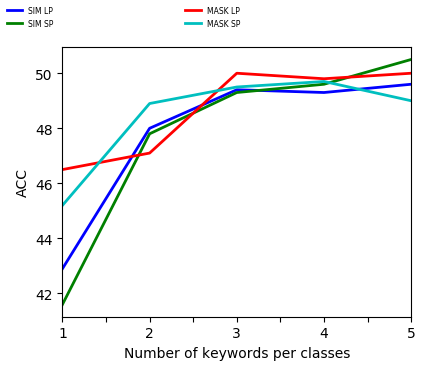 SIM LP
SIM SP
MASK LP
MASK SP
ACC
50
48
46
44
42
1 2 3 4 5
Number of keywords per classes